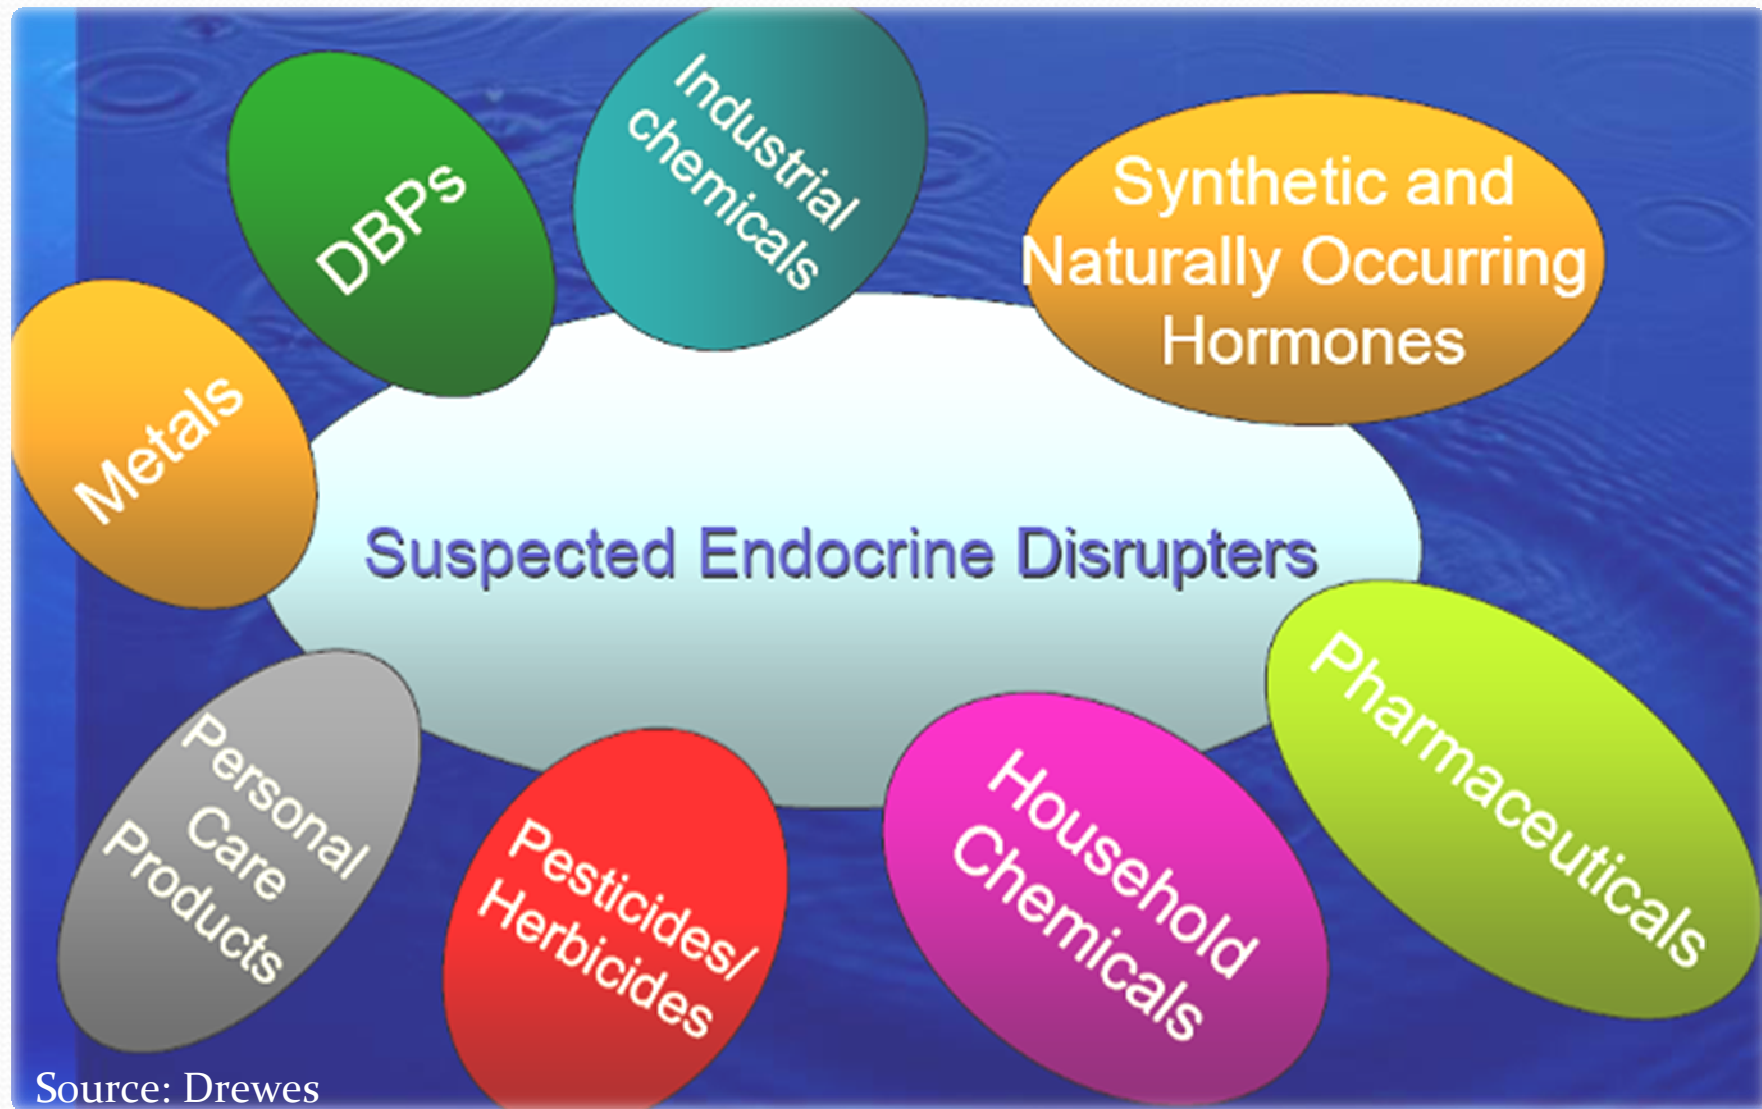 Industrial
chemicals
DBPs
Synthetic and
Naturally Occurring
Hormones
Metals
Suspected Endocrine Disrupters
Personal
Care
Products
Pesticides/
Herbicides
Household
Chemicals
Pharmaceuticals
Source: Drewes